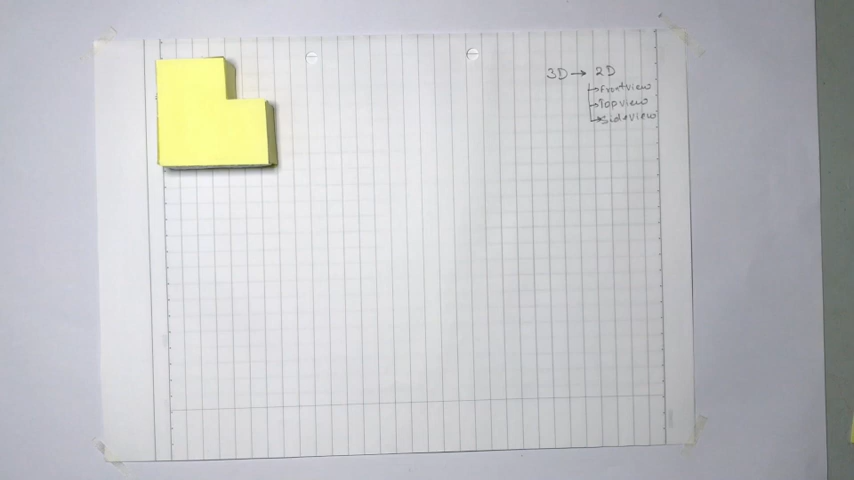 3D → 2D
→ Frontview
→ Topview
→ Sideview